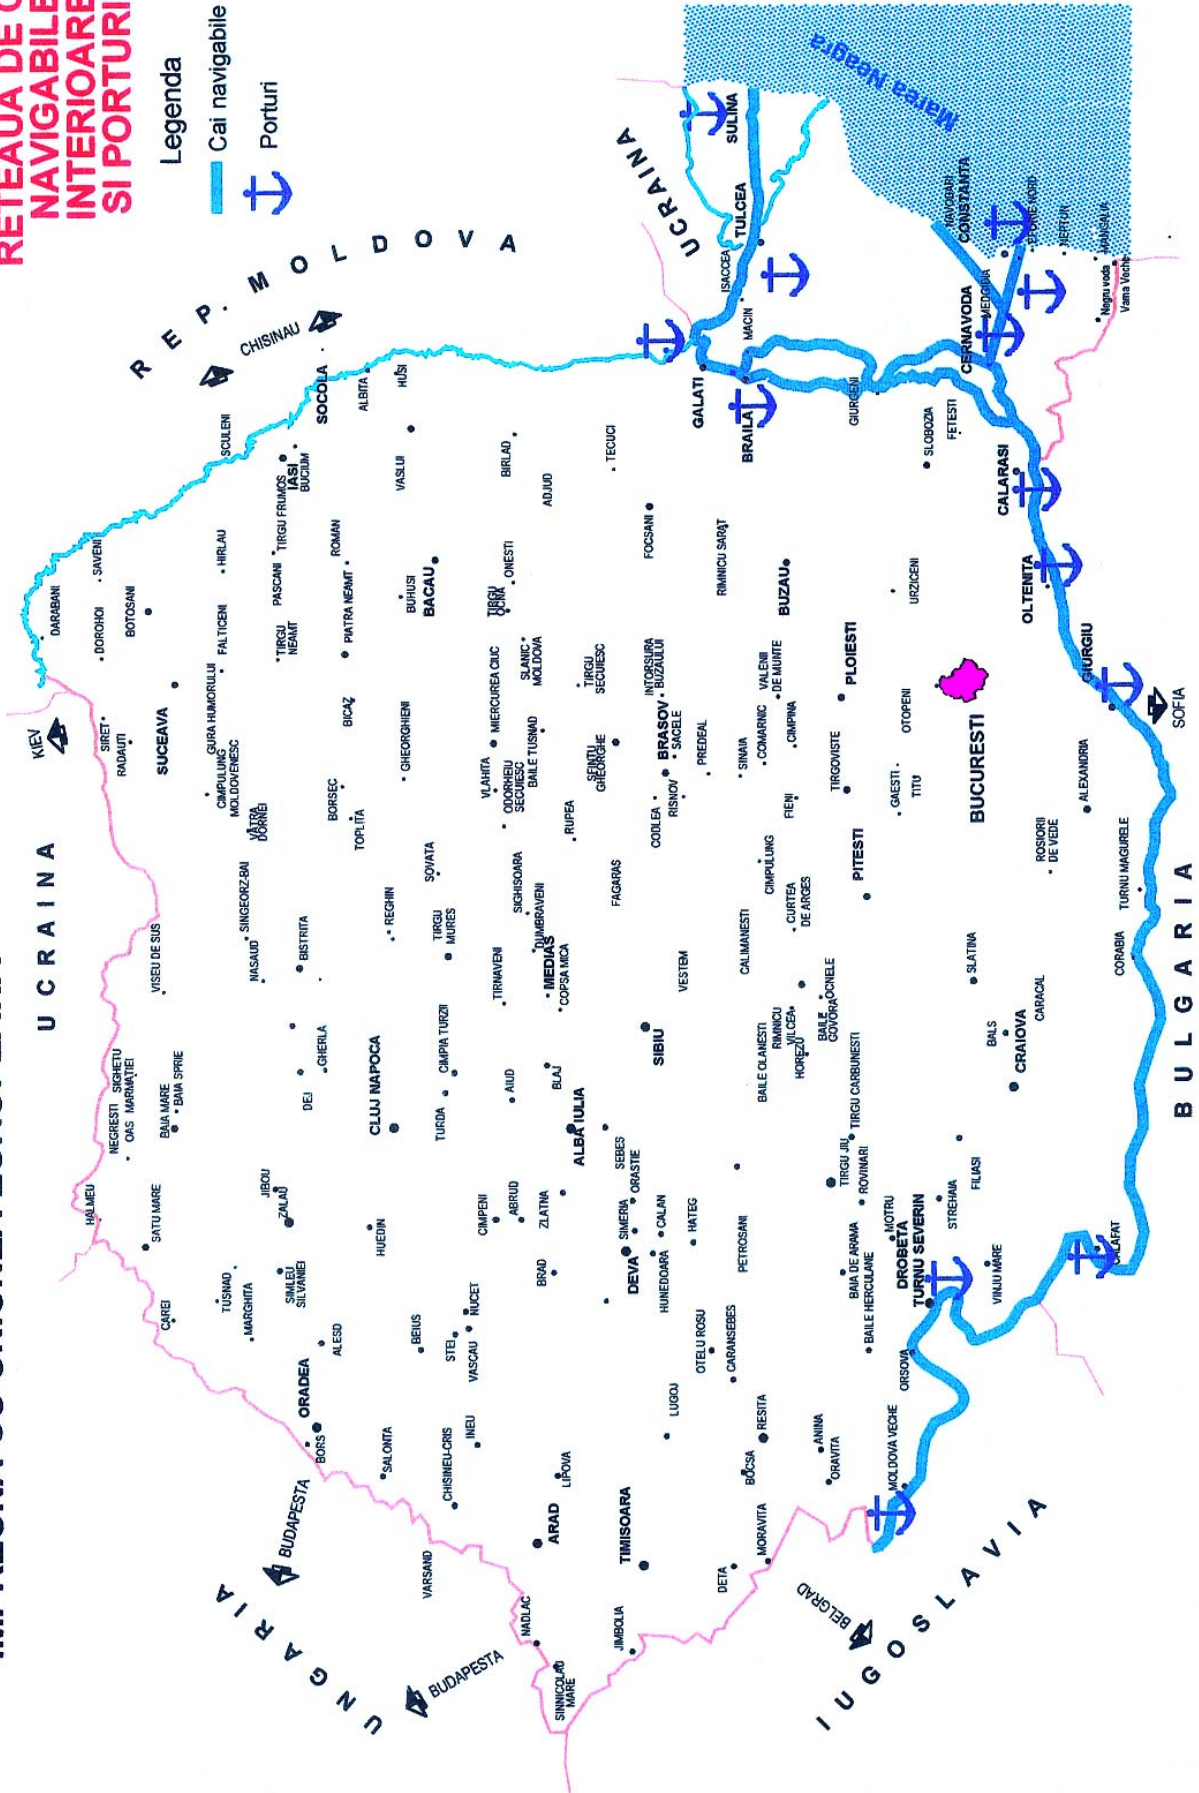 NAVIGABILE
INTERIOARE
SI PORTURI
Legenda
Cai navigabile
Porturi
UCRAINA
KIEV
REP. MOLDOVA
CHISINAU
UCRAINA
Marea Neagra
UNGARIA
BUDAPESTA
BUDAPESTA
IUGOSLAVIA
BELGRAD
BULGARIA
SOFIA
DARABANI
SAVENI
DOROHOI
BOTOSANI
SIRET
RADAUTI
SUCEAVA
HALMEU
NEGRESTI
OAS
SIGHETU
MARMATIEI
VISEU DE SUS
SATU MARE
BAIA MARE
BAIA SPRIE
CAREI
SCULENI
HIRLAU
FALTICENI
GURA HUMORULUI
CIMPULUNG
MOLDOVENESC
VATRA
DORNEI
SINGEORZ-BAI
NASAUD
BISTRITA
TUSNAD
MARGHITA
JIBOU
ZALAU
SIMLEU
SILVANIEI
DEJ
GHERLA
IASI
BUCIUM
TIRGU FRUMOS
PASCANI
TIRGU
NEAMT
SOCOLA
ALBITA
HUSI
ROMAN
PIATRA NEAMT
BICAZ
BORSEC
TOPLITA
ORADEA
BORS
ALESD
VASLUI
BUHUSI
BACAU
GHEORGHIENI
REGHIN
SOVATA
TIRGU
MURES
CLUJ NAPOCA
HUEDIN
SALONTA
BEIUS
STEI
VASCAU
NUCET
CHISINEU-CRIS
INEU
VARSAND
TURDA
CIMPIA TURZII
BIRLAD
ADJUD
ONESTI
TIRGU
OCNA
SLANIC
MOLDOVA
MIERCUREA CIUC
VLAHITA
ODORHEIU
SECUIESC
BAILE TUSNAD
SIGHISOARA
DUMBRAVENI
TIRNAVENI
MEDIAS
COPSA MICA
AIUD
BLAJ
CIMPENI
ABRUD
ZLATNA
ALBA IULIA
BRAD
LIPOVA
ARAD
NADLAC
SINNICOLAU
MARE
TECUCI
TIRGU
SECUIESC
SFINTU
GHEORGHE
RUPEA
FAGARAS
SEBES
ORASTIE
SIMERIA
DEVA
CALAN
HUNEDOARA
HATEG
TIMISOARA
JIMBOLIA
FOCSANI
INTORSURA
BUZAULUI
BRASOV
SACELE
CODLEA
RISNOV
PREDEAL
SIBIU
VESTEM
LUGOJ
OTELU ROSU
CARANSEBES
GALATI
BRAILA
MACIN
ISACCEA
TULCEA
SULINA
RIMNICU SARAT
BUZAU
VALENII
DE MUNTE
SINAIA
COMARNIC
CIMPINA
FIENI
CIMPULUNG
CURTEA
DE ARGES
CALIMANESTI
BAILE OLANESTI
RIMNICU
VILCEA
HOREZU
BAILE
GOVORA
OCNELE
PETROSANI
RESITA
BOCSA
DETA
MORAVITA
ANINA
ORAVITA
PLOIESTI
TIRGOVISTE
PITESTI
TIRGU CARBUNESTI
TIRGU JIU
ROVINARI
BAIA DE ARAMA
BAILE HERCULANE
MOTRU
DROBETA
TURNU SEVERIN
ORSOVA
MOLDOVA VECHE
GIURGENI
SLOBOZIA
FETESTI
URZICENI
OTOPENI
GAESTI
TITU
BUCURESTI
SLATINA
BALS
CRAIOVA
CARACAL
FILIASI
STREHAIA
VINJU MARE
CALAFAT
NAVODARI
CONSTANTA
CERNAVODA
MEDGIDIA
EFORIE NORD
NEPTUN
MANGALIA
Negru voda
Vama Veche
CALARASI
OLTENITA
GIURGIU
ALEXANDRIA
ROSIORII
DE VEDE
TURNU MAGURELE
CORABIA